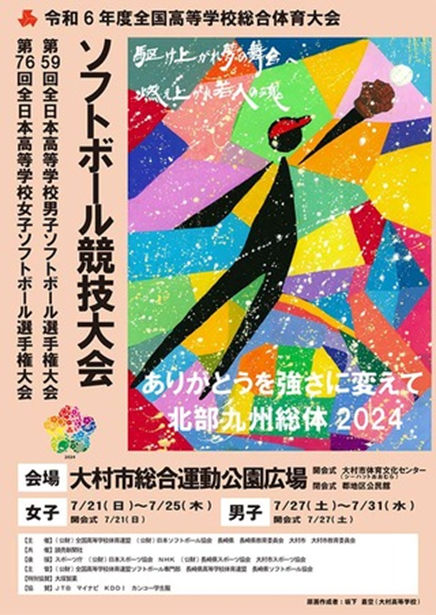 令和6年度全国高等学校総合体育大会
ソフトボール競技大会
第59回全日本高等学校男子ソフトボール選手権大会
第76回全日本高等学校女子ソフトボール選手権大会
駆け上がれ夢の舞台へ
燃え上がれ若人の魂
ありがとうを強さに変えて
北部九州総体 2024
2024
会場 大村市総合運動公園広場
開会式 大村市体育文化センター
(シーハットおおむら)
閉会式 郡地区公民館
女子 7/21(日)～7/25(木)
開会式 7/21(日)
男子 7/27(土)～7/31(水)
開会式 7/27(土)
【主 催】(公財)全国高等学校体育連盟 (公財)日本ソフトボール協会 長崎県 長崎県教育委員会 大村市 大村市教育委員会
【共 催】読売新聞社
【後 援】スポーツ庁 (公財)日本スポーツ協会 NHK (公財)長崎県スポーツ協会 大村市スポーツ協会
【主 管】(公財)全国高等学校体育連盟ソフトボール専門部 長崎県高等学校体育連盟 長崎県ソフトボール協会
【特別協賛】大塚製薬
【協 賛】JTB マイナビ KDDI カンコー学生服
原画作成者：坂下 喜空(大村高等学校)